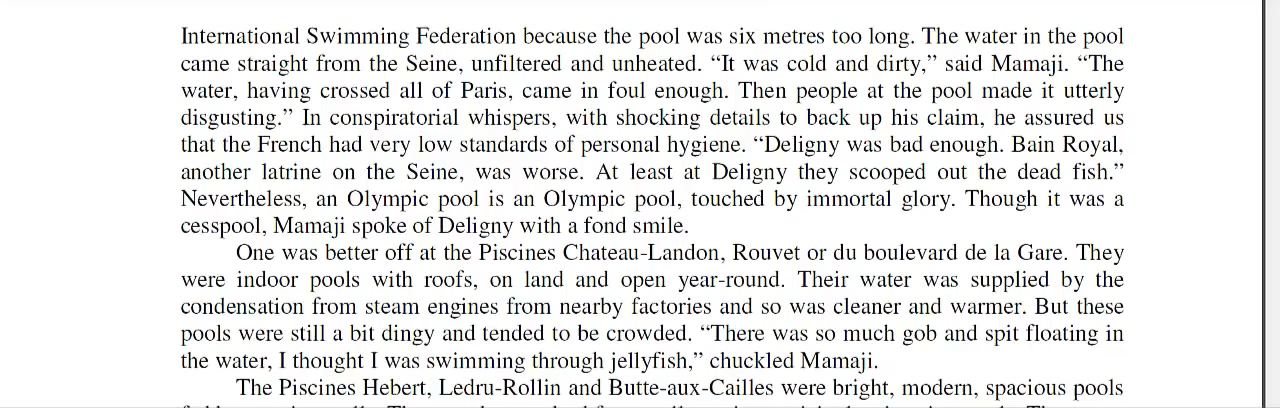 International Swimming Federation because the pool was six metres too long. The water in the pool
came straight from the Seine, unfiltered and unheated. “It was cold and dirty,” said Mamaji. “The
water, having crossed all of Paris, came in foul enough. Then people at the pool made it utterly
disgusting.” In conspiratorial whispers, with shocking details to back up his claim, he assured us
that the French had very low standards of personal hygiene. “Deligny was bad enough. Bain Royal,
another latrine on the Seine, was worse. At least at Deligny they scooped out the dead fish.”
Nevertheless, an Olympic pool is an Olympic pool, touched by immortal glory. Though it was a
cesspool, Mamaji spoke of Deligny with a fond smile.
One was better off at the Piscines Chateau-Landon, Rouvet or du boulevard de la Gare. They
were indoor pools with roofs, on land and open year-round. Their water was supplied by the
condensation from steam engines from nearby factories and so was cleaner and warmer. But these
pools were still a bit dingy and tended to be crowded. “There was so much gob and spit floating in
the water, I thought I was swimming through jellyfish,” chuckled Mamaji.
The Piscines Hebert, Ledru-Rollin and Butte-aux-Cailles were bright, modern, spacious pools